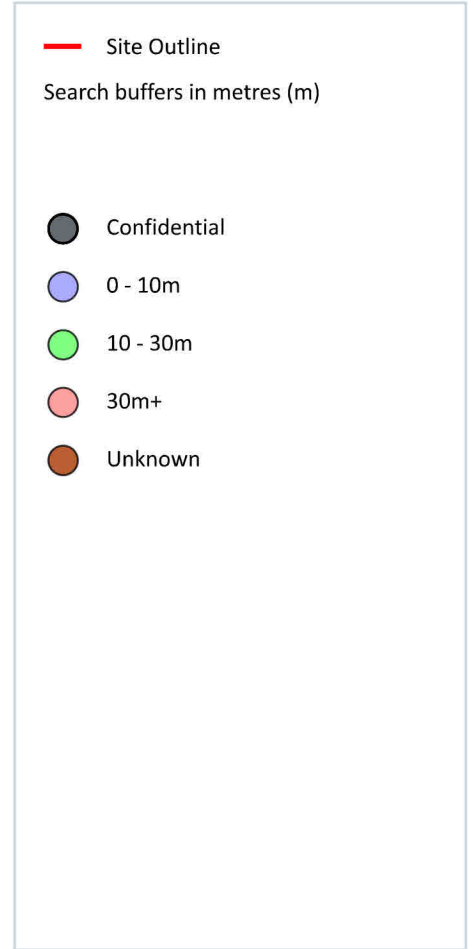 Site Outline
Search buffers in metres (m)
Confidential
0 - 10m
10 - 30m
30m+
Unknown